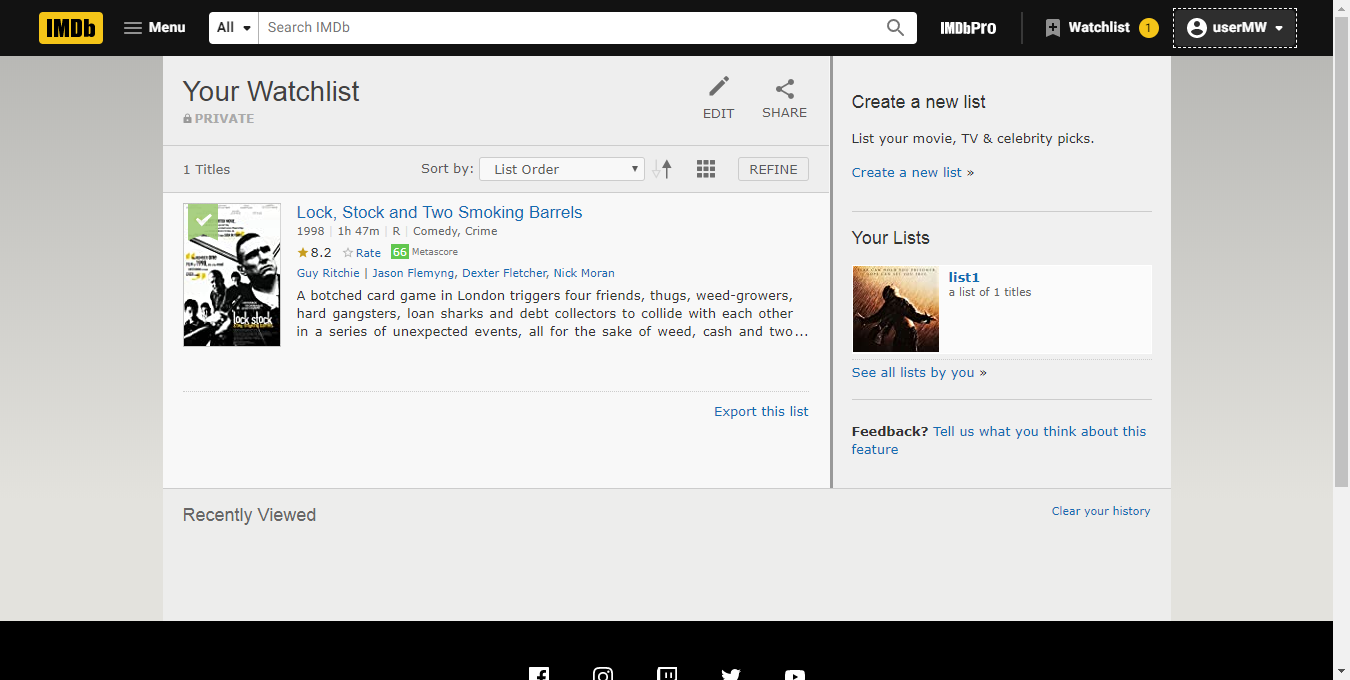 IMDb
Menu
All
Search IMDb
IMDbPro
Watchlist 1
userMW
Your Watchlist
PRIVATE
EDIT
SHARE
1 Titles
Sort by: List Order
REFINE
Lock, Stock and Two Smoking Barrels
1998 | 1h 47m | R | Comedy, Crime
8.2 Rate 66 Metascore
Guy Ritchie | Jason Flemyng, Dexter Fletcher, Nick Moran
A botched card game in London triggers four friends, thugs, weed-growers,
hard gangsters, loan sharks and debt collectors to collide with each other
in a series of unexpected events, all for the sake of weed, cash and two...
lock stock
Export this list
Create a new list
List your movie, TV & celebrity picks.
Create a new list »
Your Lists
list1
a list of 1 titles
See all lists by you »
Feedback? Tell us what you think about this
feature
Recently Viewed
Clear your history